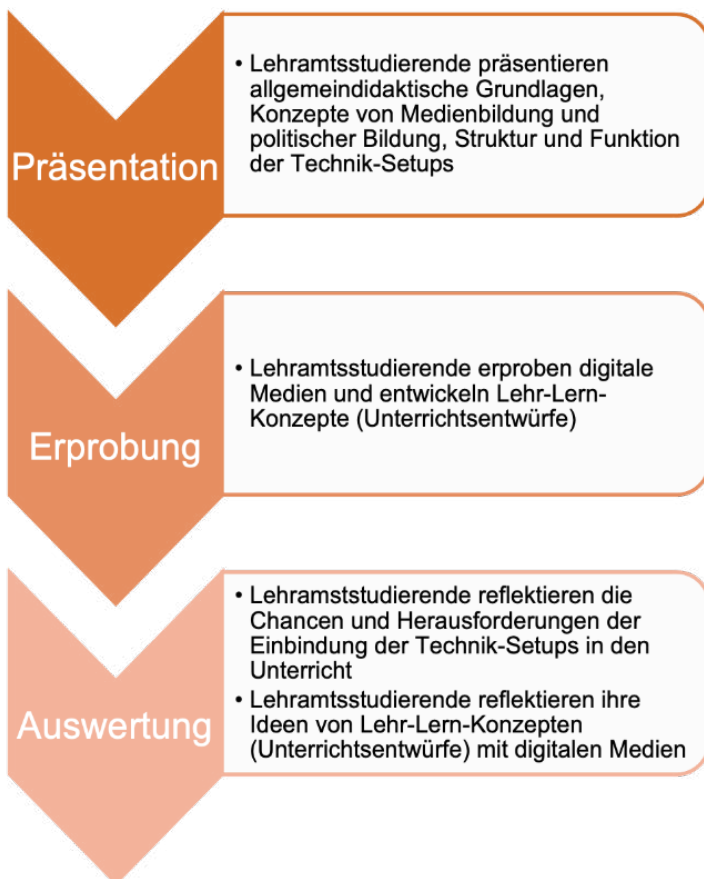 Präsentation
• Lehramtsstudierende präsentieren
allgemeindidaktische Grundlagen,
Konzepte von Medienbildung und
politischer Bildung, Struktur und Funktion
der Technik-Setups
Erprobung
• Lehramtsstudierende erproben digitale
Medien und entwickeln Lehr-Lern-
Konzepte (Unterrichtsentwürfe)
Auswertung
• Lehramststudierende reflektieren die
Chancen und Herausforderungen der
Einbindung der Technik-Setups in den
Unterricht
• Lehramtsstudierende reflektieren ihre
Ideen von Lehr-Lern-Konzepten
(Unterrichtsentwürfe) mit digitalen Medien